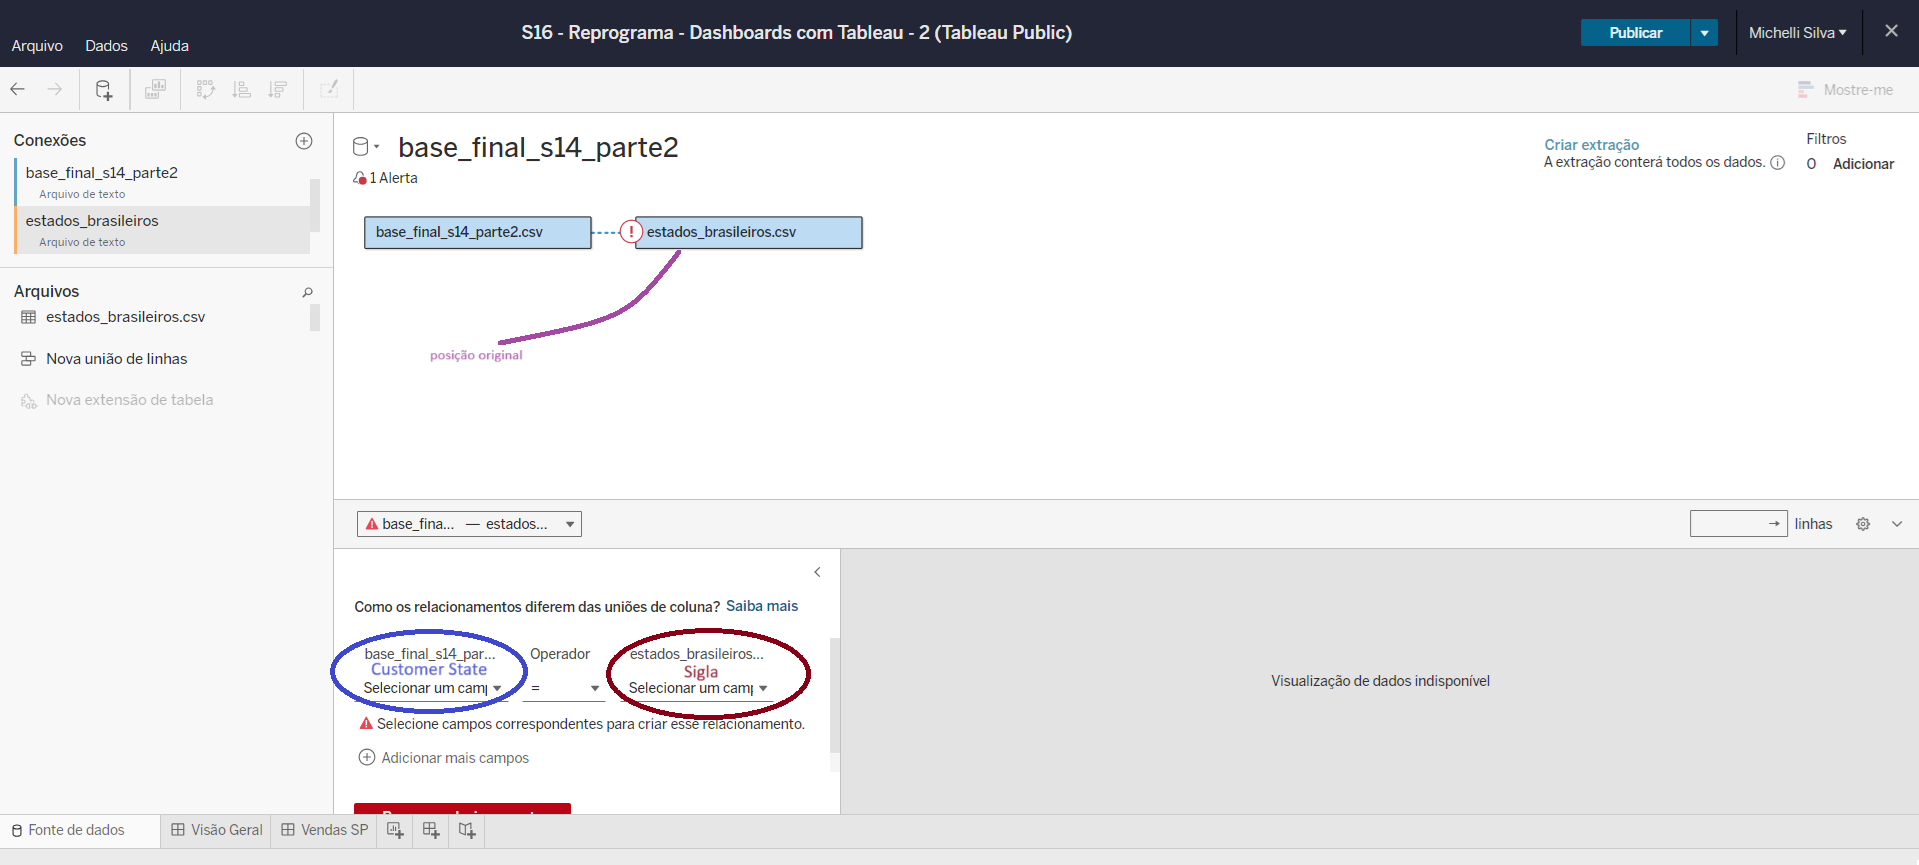 S16 - Reprograma - Dashboards com Tableau - 2 (Tableau Public)
Arquivo Dados Ajuda
Publicar
Michelli Silva
Mostre-me
Conexões
base_final_s14_parte2
Arquivo de texto
estados_brasileiros
Arquivo de texto
Arquivos
estados_brasileiros.csv
Nova união de linhas
Nova extensão de tabela
base_final_s14_parte2
1 Alerta
Criar extração
A extração conterá todos os dados.
Filtros
0 Adicionar
base_final_s14_parte2.csv
estados_brasileiros.csv
posição original
base_fina... — estados...
linhas
Como os relacionamentos diferem das uniões de coluna? Saiba mais
base_final_s14_par... Operador estados_brasileiros...
Customer State Sigla
Selecionar um camp = Selecionar um camp
Selecione campos correspondentes para criar esse relacionamento.
Adicionar mais campos
Visualização de dados indisponível
Fonte de dados Visão Geral Vendas SP